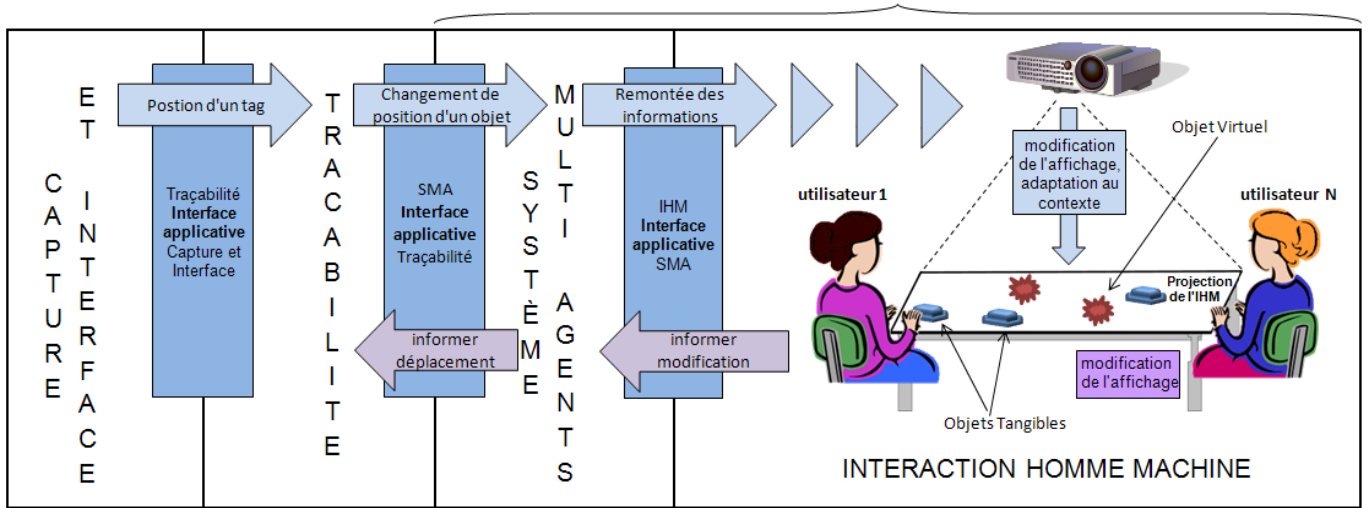 CAPTURE
ET INTERFACE
Postion d'un tag
Traçabilité
Interface
applicative
Capture et
Interface
TRACABILITE
Changement de
position d'un objet
SMA
Interface
applicative
Traçabilité
informer
déplacement
SYSTÈME
MULTI AGENTS
Remontée des
informations
IHM
Interface
applicative
SMA
informer
modification
modification
de l'affichage,
adaptation au
contexte
Objet Virtuel
utilisateur 1
utilisateur N
Projection
de l'IHM
modification
de l'affichage
Objets Tangibles
INTERACTION HOMME MACHINE